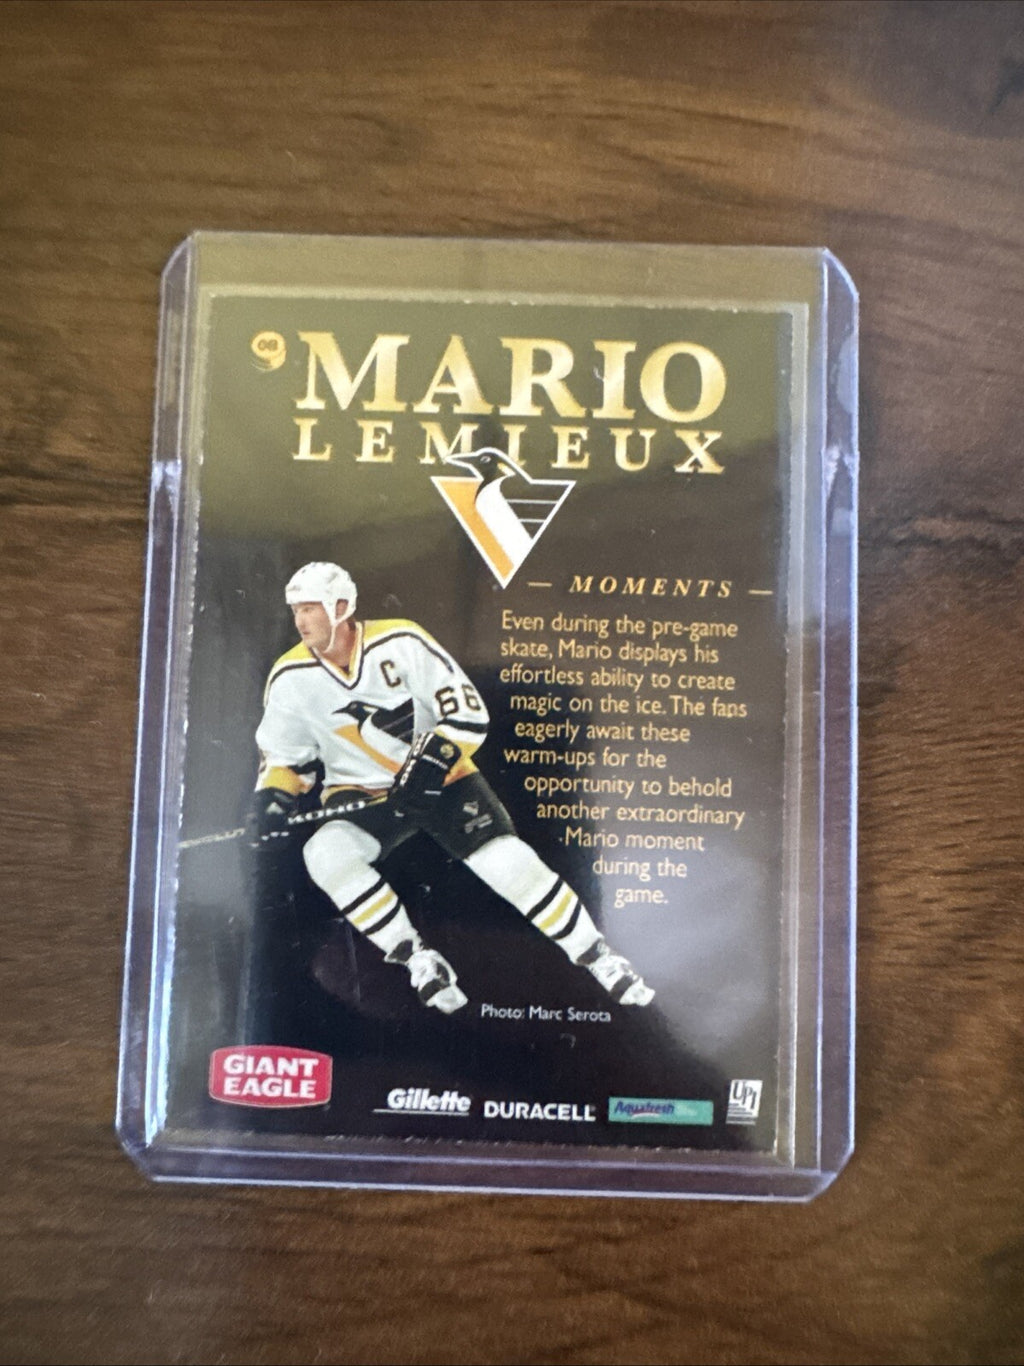 08
MARIO
LEMIEUX
— MOMENTS —
Even during the pre-game
skate, Mario displays his
effortless ability to create
magic on the ice. The fans
eagerly await these
warm-ups for the
opportunity to behold
another extraordinary
Mario moment
during the
game.
C
66
KOHO
Photo: Marc Serota
GIANT
EAGLE
Gillette
DURACELL
Aquafresh
UPI